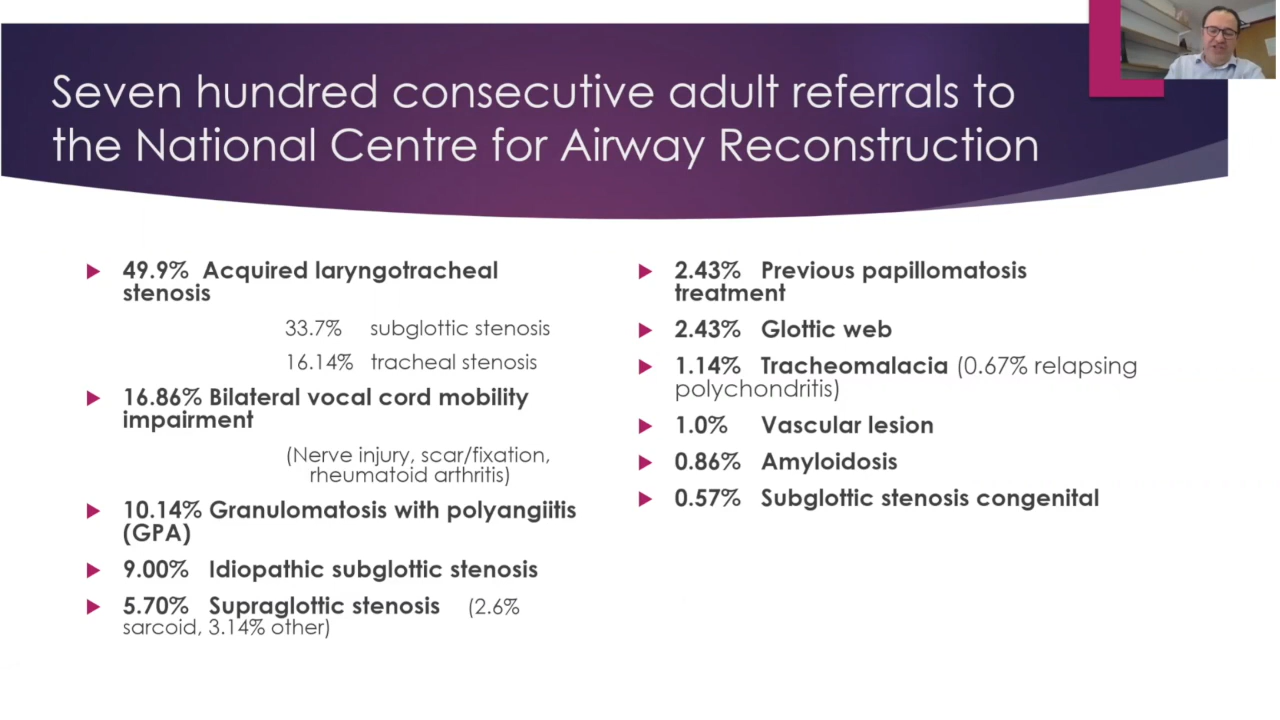 Seven hundred consecutive adult referrals to
the National Centre for Airway Reconstruction
49.9% Acquired laryngotracheal
stenosis
33.7% subglottic stenosis
16.14% tracheal stenosis
16.86% Bilateral vocal cord mobility
impairment
(Nerve injury, scar/fixation,
rheumatoid arthritis)
10.14% Granulomatosis with polyangiitis
(GPA)
9.00% Idiopathic subglottic stenosis
5.70% Supraglottic stenosis (2.6%
sarcoid, 3.14% other)
2.43% Previous papillomatosis
treatment
2.43% Glottic web
1.14% Tracheomalacia (0.67% relapsing
polychondritis)
1.0% Vascular lesion
0.86% Amyloidosis
0.57% Subglottic stenosis congenital